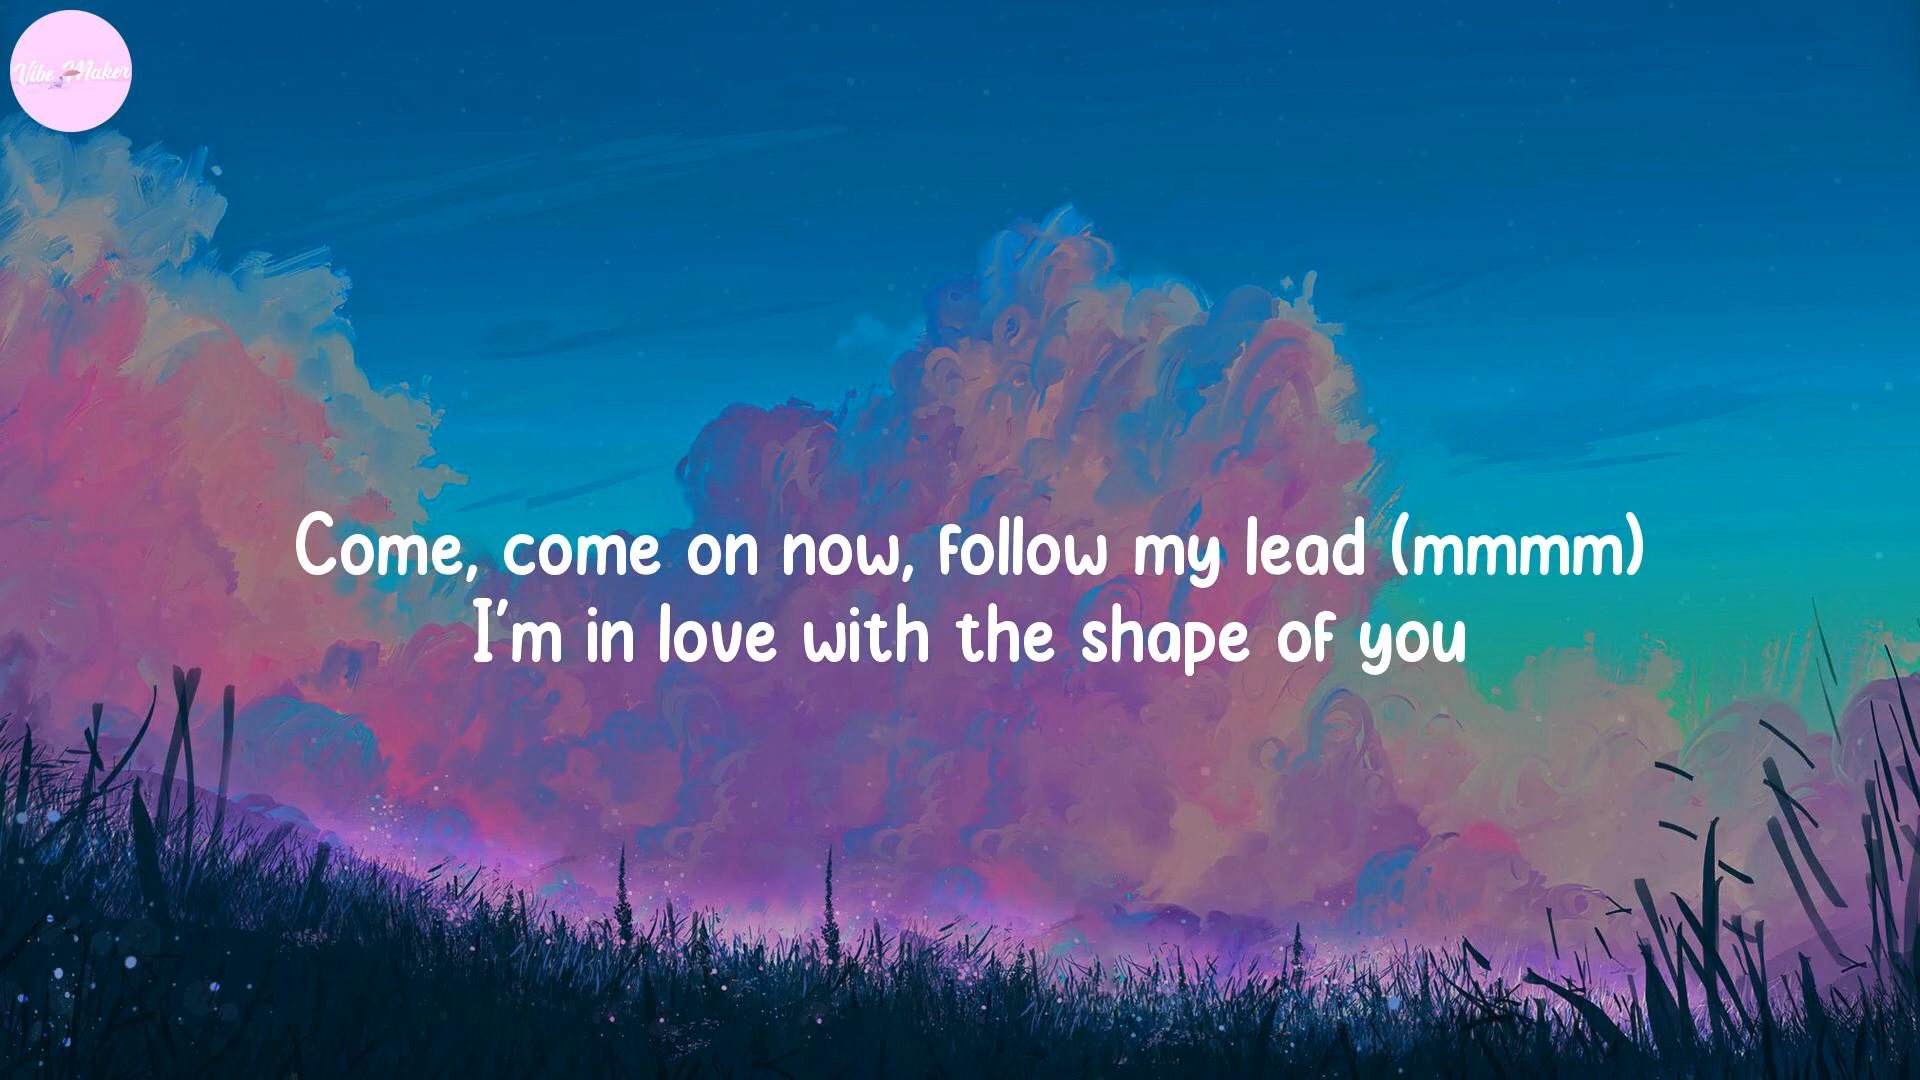 Vibe Maker
Come, come on now, follow my lead (mmmm)
I'm in love with the shape of you